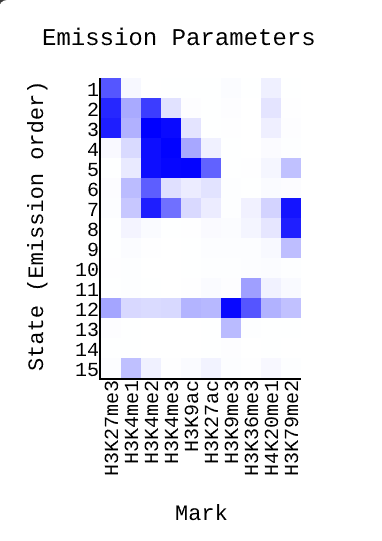 Emission Parameters
State (Emission order)
1
2
3
4
5
6
7
8
9
10
11
12
13
14
15
H3K27me3
H3K4me1
H3K4me2
H3K4me3
H3K9ac
H3K27ac
H3K9me3
H3K36me3
H4K20me1
H3K79me2
Mark